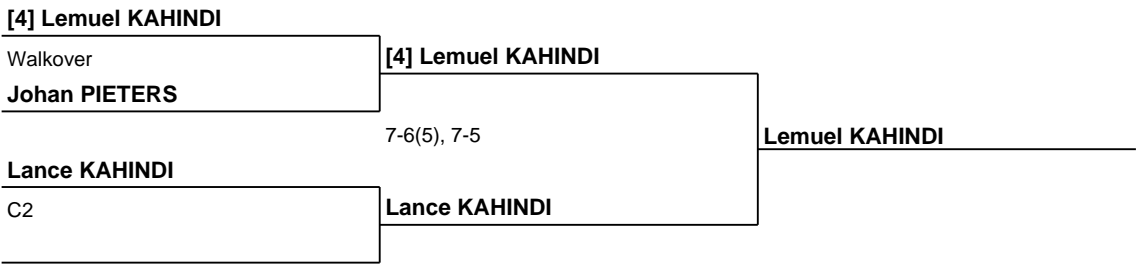 [4] Lemuel KAHINDI
Walkover
[4] Lemuel KAHINDI
Johan PIETERS
7-6(5), 7-5
Lemuel KAHINDI
Lance KAHINDI
C2
Lance KAHINDI